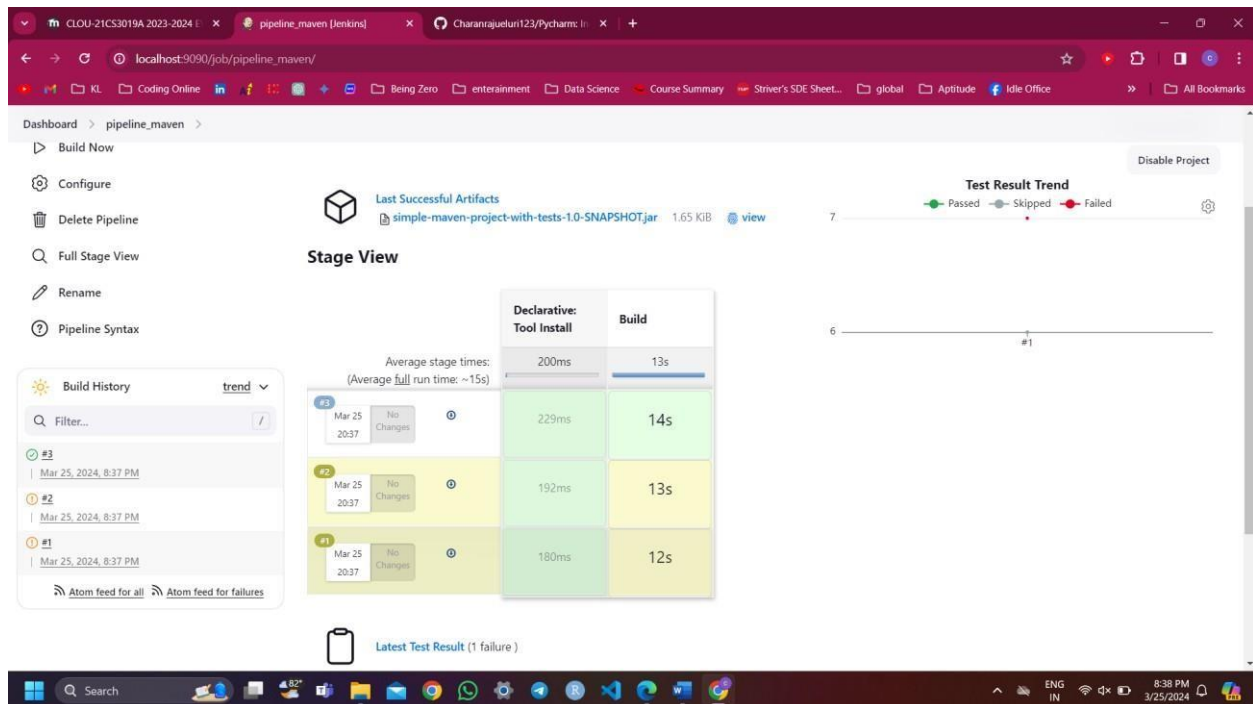 CLOU-21CS3019A 2023-2024 E
pipeline_maven [Jenkins]
Charanrajueluri123/Pycharm: In
localhost:9090/job/pipeline_maven/
KL
Coding Online
Being Zero
enterainment
Data Science
Course Summary
Striver's SDE Sheet...
global
Aptitude
Idle Office
All Bookmarks
Dashboard > pipeline_maven >
Build Now
Configure
Delete Pipeline
Full Stage View
Rename
Pipeline Syntax
Build History
trend
Filter...
/
#3
Mar 25, 2024, 8:37 PM
#2
Mar 25, 2024, 8:37 PM
#1
Mar 25, 2024, 8:37 PM
Atom feed for all Atom feed for failures
Last Successful Artifacts
simple-maven-project-with-tests-1.0-SNAPSHOT.jar 1.65 KiB view
Stage View
Declarative:
Tool Install
Build
Average stage times:
(Average full run time: ~15s)
200ms
13s
#3
Mar 25
20:37
No
Changes
229ms
14s
#2
Mar 25
20:37
No
Changes
192ms
13s
#1
Mar 25
20:37
No
Changes
180ms
12s
Latest Test Result (1 failure )
Disable Project
Test Result Trend
Passed Skipped Failed
7
6
#1
Search
82°
ENG
IN
8:38 PM
3/25/2024